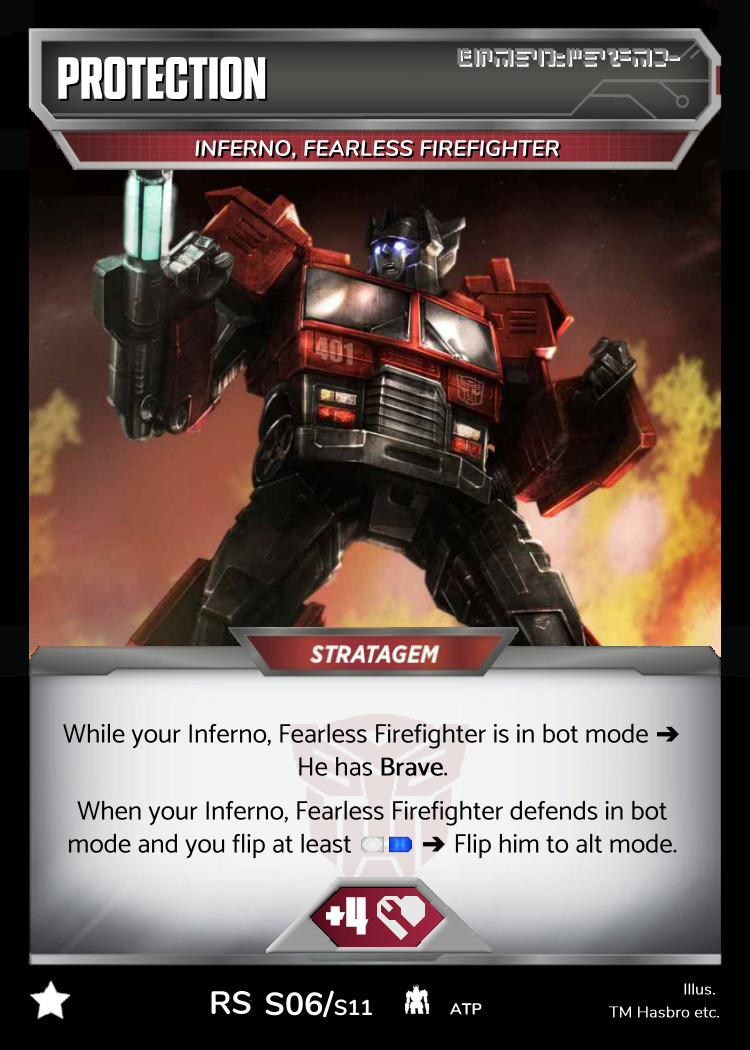 PROTECTION
INFERNO, FEARLESS FIREFIGHTER
401
STRATAGEM
While your Inferno, Fearless Firefighter is in bot mode ➔
He has Brave.
When your Inferno, Fearless Firefighter defends in bot
mode and you flip at least ➔ Flip him to alt mode.
+4
RS S06/S11 ATP
Illus.
TM Hasbro etc.